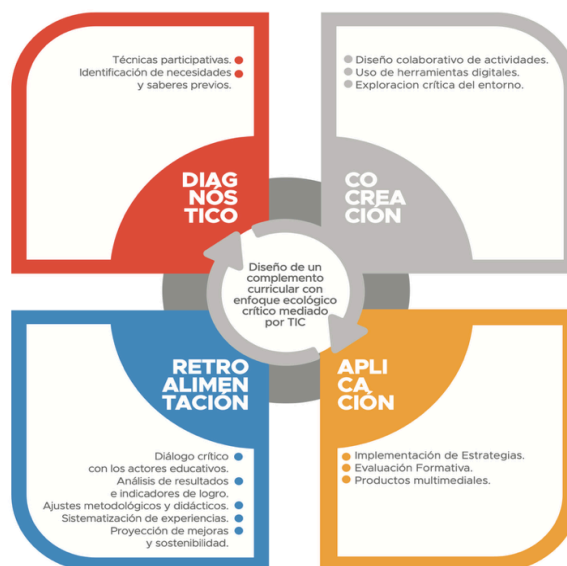 Técnicas participativas.
Identificación de necesidades
y saberes previos.
DIAG
NÓS
TICO
Diseño colaborativo de actividades.
Uso de herramientas digitales.
Exploracion crítica del entorno.
CO
CREA
CIÓN
Diseño de un
complemento
curricular con
enfoque ecológico
crítico mediado
por TIC
RETRO
ALIMEN
TACIÓN
Diálogo crítico
con los actores educativos.
Análisis de resultados
e indicadores de logro.
Ajustes metodológicos y didácticos.
Sistematización de experiencias.
Proyección de mejoras
y sostenibilidad.
APLI
CA
CIÓN
Implementación de Estrategias.
Evaluación Formativa.
Productos multimediales.